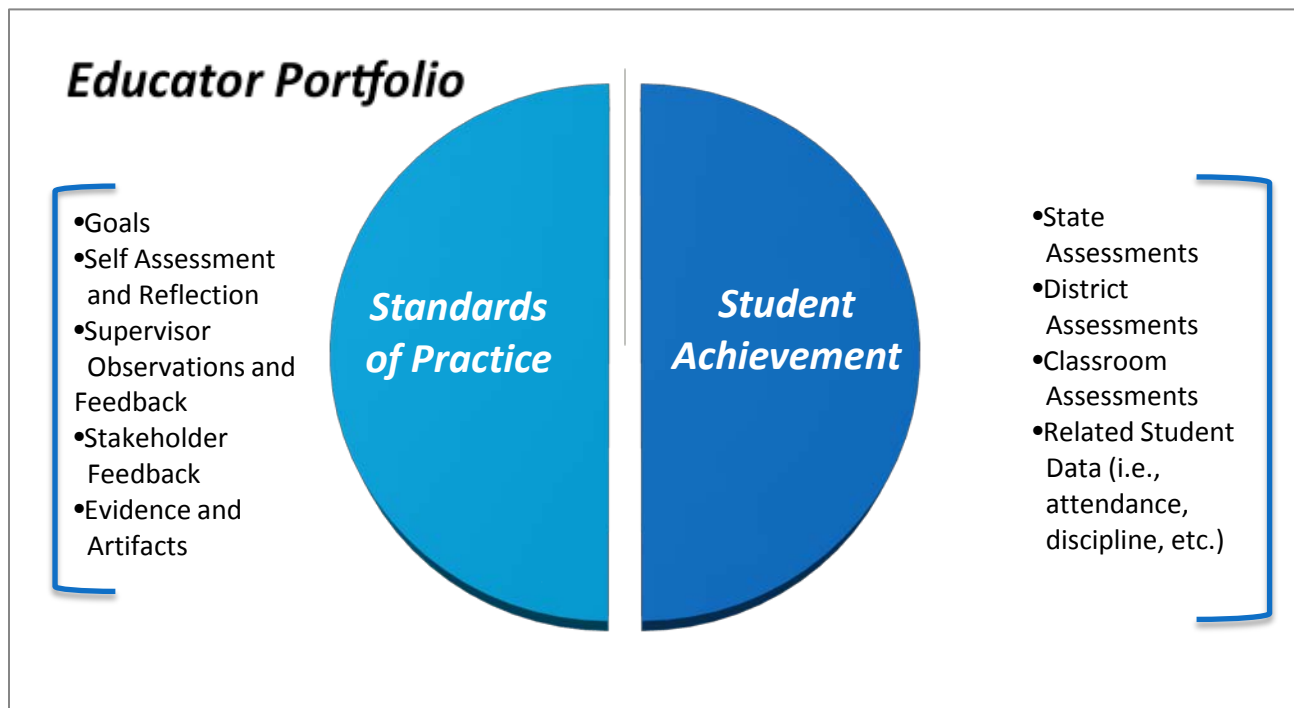 Educator Portfolio
•Goals
•Self Assessment
and Reflection
•Supervisor
Observations and
Feedback
•Stakeholder
Feedback
•Evidence and
Artifacts
Standards
of Practice
Student
Achievement
•State
Assessments
•District
Assessments
•Classroom
Assessments
•Related Student
Data (i.e.,
attendance,
discipline, etc.)